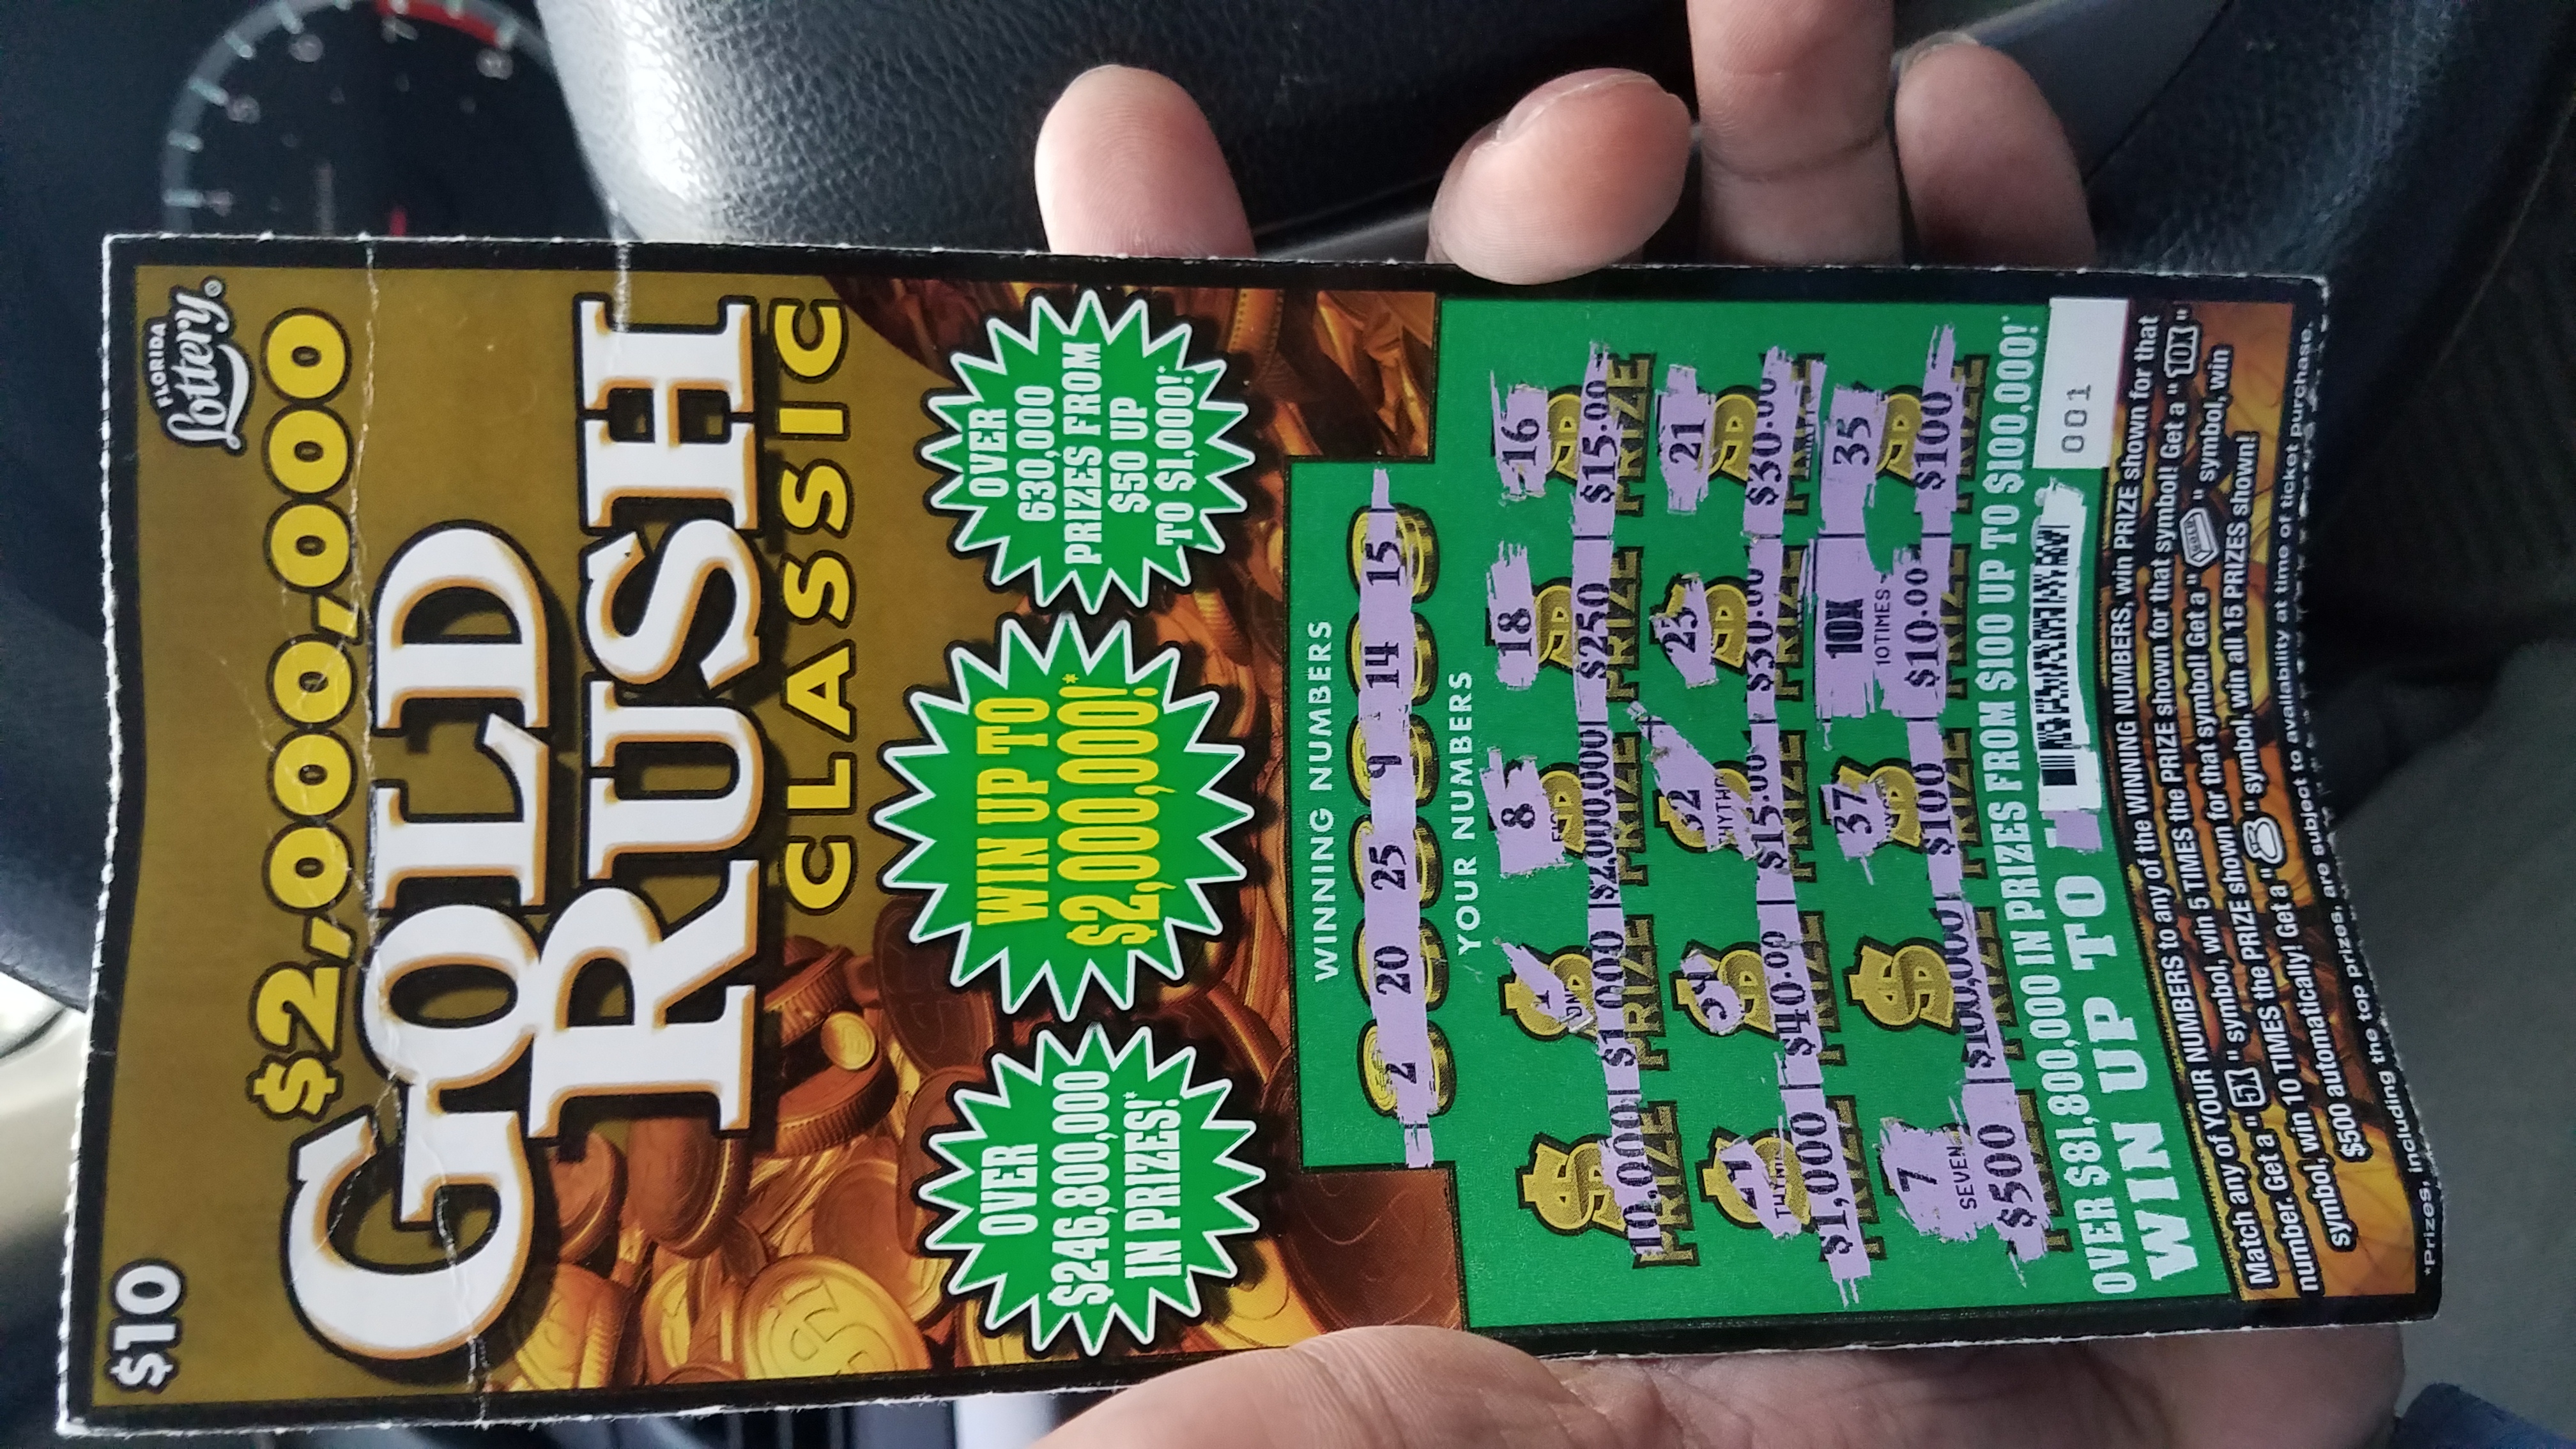 $10
FLORIDA
Lottery®
$2,000,000
GOLD
RUSH
CLASSIC
OVER
$246,800,000
IN PRIZES!*
WIN UP TO
$2,000,000!*
OVER
630,000
PRIZES FROM
$50 UP
TO $1,000!*
WINNING NUMBERS
2 20 25 9 14 15
YOUR NUMBERS
8 18 16
$1,000 $2,000,000 $250 $15.00
PRIZE PRIZE PRIZE PRIZE PRIZE
32 23 21
$1,000 $40.00 $15.00 $30.00 $30.00
7 37 10X 35
SEVEN 10TIMES
$500 $100,000 $100 $10.00 $100
OVER $81,800,000 IN PRIZES FROM $100 UP TO $100,000!*
WIN UP TO
001
Match any of YOUR NUMBERS to any of the WINNING NUMBERS, win PRIZE shown for that
number. Get a "5X" symbol, win 5 TIMES the PRIZE shown for that symbol! Get a "10X"
symbol, win 10 TIMES the PRIZE shown for that symbol! Get a " " symbol, win
$500 automatically! Get a " " symbol, win all 15 PRIZES shown!
*Prizes, including the top prizes, are subject to availability at time of ticket purchase.